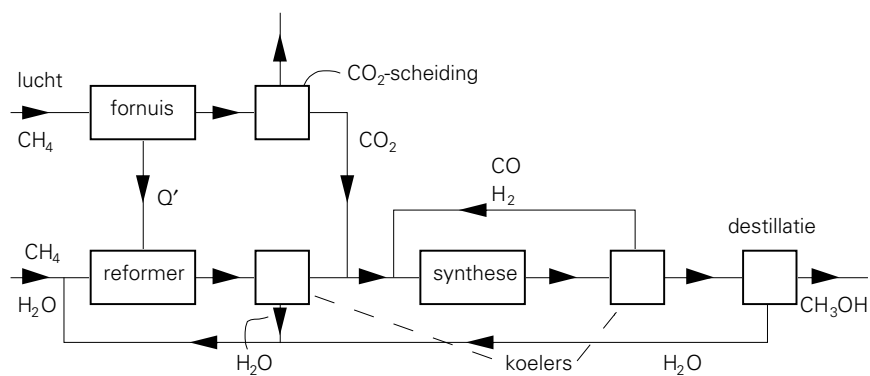 lucht
CO₂-scheiding
fornuis
CH₄
CO₂
Q′
CO
H₂
destillatie
CH₄
reformer
synthese
H₂O
CH₃OH
H₂O
koelers
H₂O